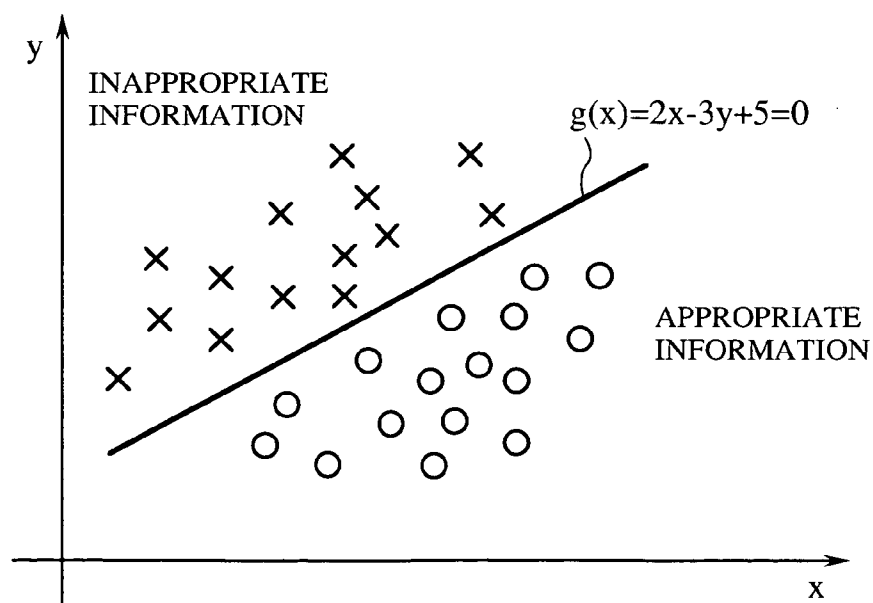 y
INAPPROPRIATE
INFORMATION
g(x)=2x-3y+5=0
APPROPRIATE
INFORMATION
x